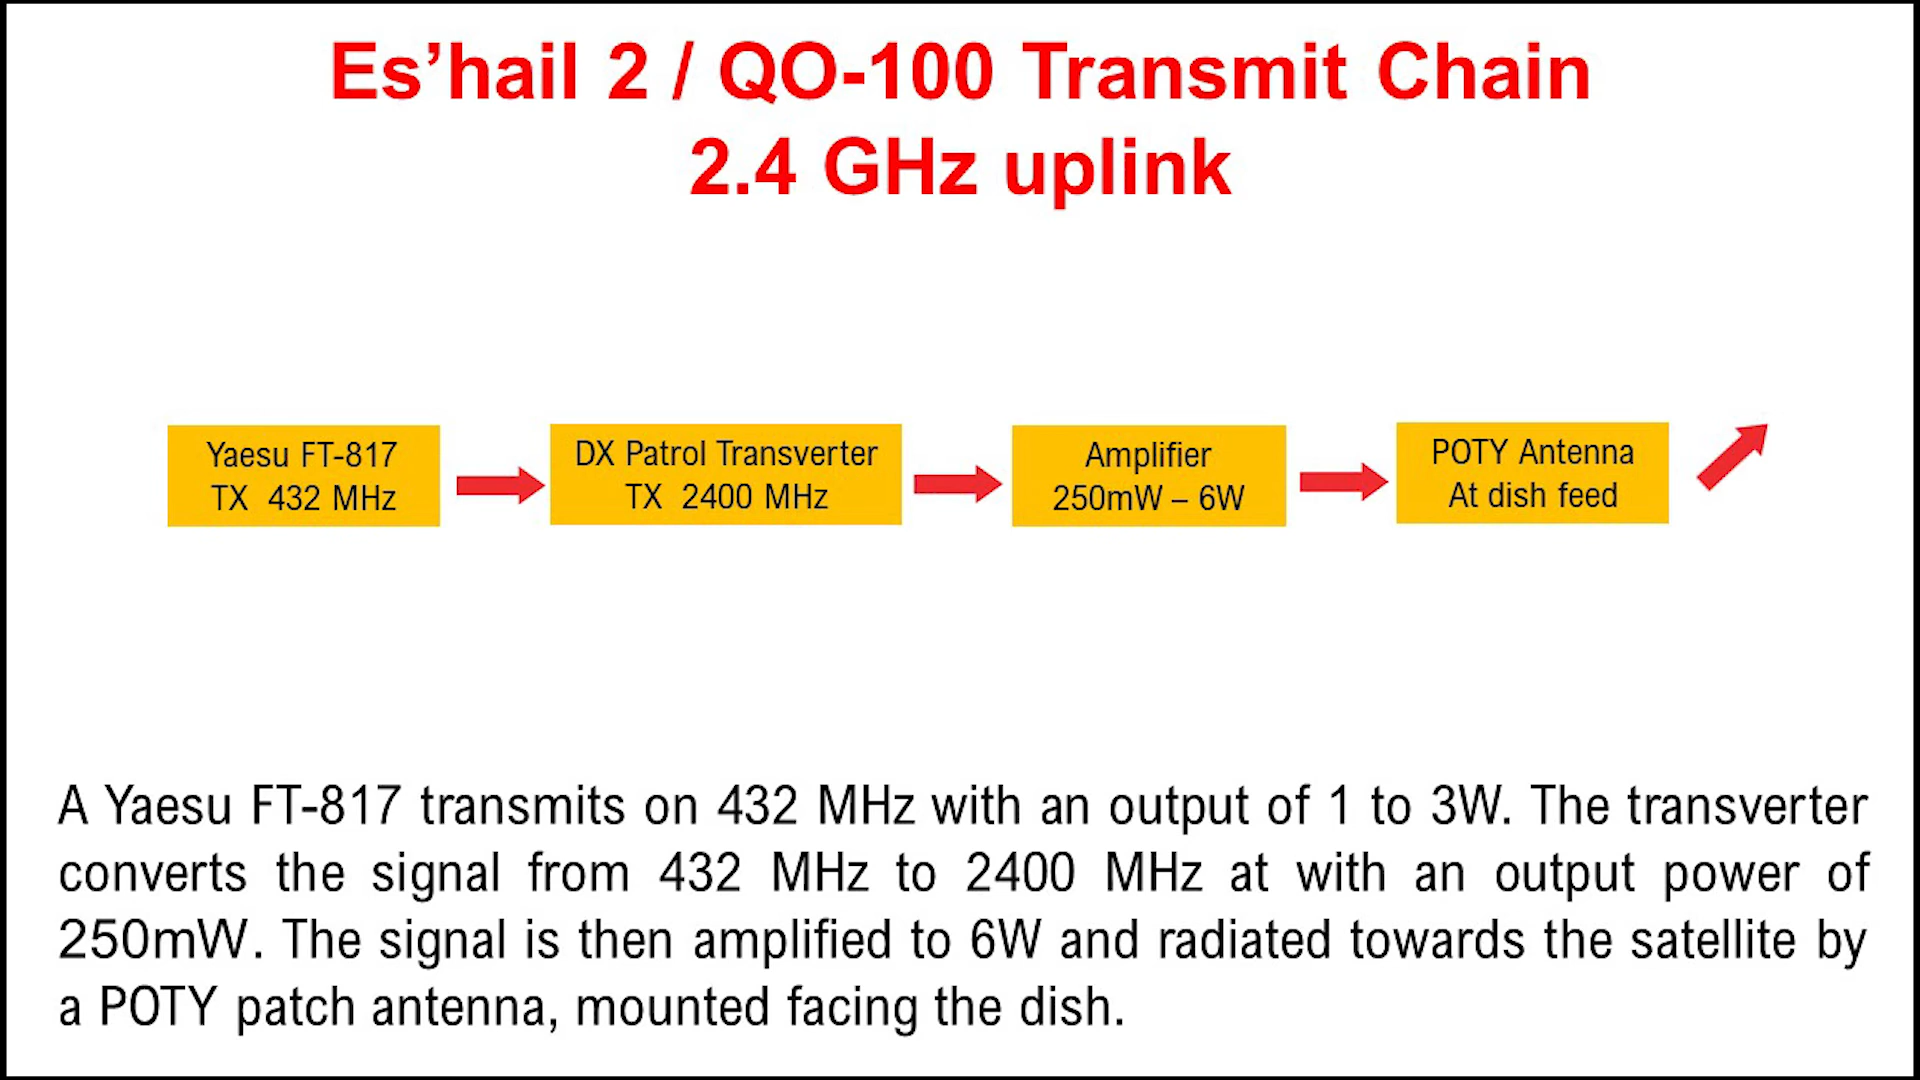 Es’hail 2 / QO-100 Transmit Chain
2.4 GHz uplink
Yaesu FT-817
TX 432 MHz
DX Patrol Transverter
TX 2400 MHz
Amplifier
250mW – 6W
POTY Antenna
At dish feed
A Yaesu FT-817 transmits on 432 MHz with an output of 1 to 3W. The transverter
converts the signal from 432 MHz to 2400 MHz at with an output power of
250mW. The signal is then amplified to 6W and radiated towards the satellite by
a POTY patch antenna, mounted facing the dish.